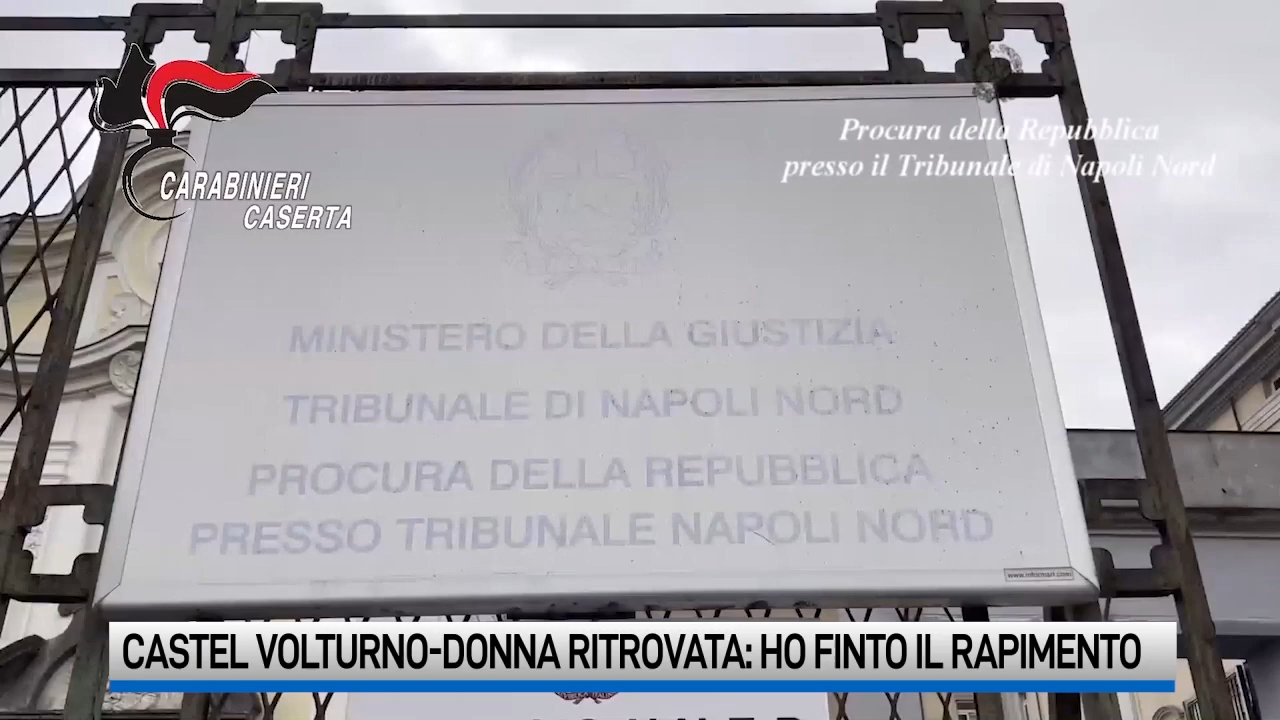 CARABINIERI
CASERTA
Procura della Repubblica
presso il Tribunale di Napoli Nord
MINISTERO DELLA GIUSTIZIA
TRIBUNALE DI NAPOLI NORD
PROCURA DELLA REPUBBLICA
PRESSO TRIBUNALE NAPOLI NORD
CASTEL VOLTURNO-DONNA RITROVATA: HO FINTO IL RAPIMENTO